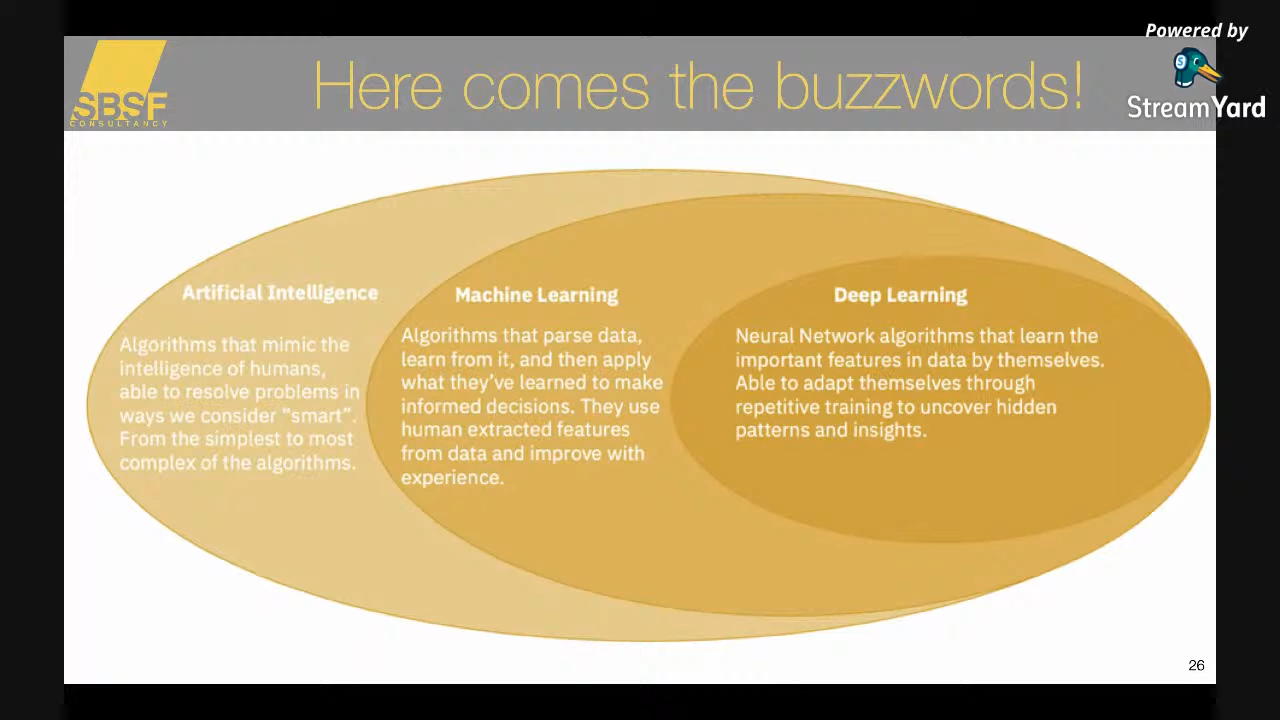 Powered by
StreamYard
SBSF
CONSULTANCY
Here comes the buzzwords!
Artificial Intelligence
Algorithms that mimic the
intelligence of humans,
able to resolve problems in
ways we consider “smart”.
From the simplest to most
complex of the algorithms.
Machine Learning
Algorithms that parse data,
learn from it, and then apply
what they’ve learned to make
informed decisions. They use
human extracted features
from data and improve with
experience.
Deep Learning
Neural Network algorithms that learn the
important features in data by themselves.
Able to adapt themselves through
repetitive training to uncover hidden
patterns and insights.
26